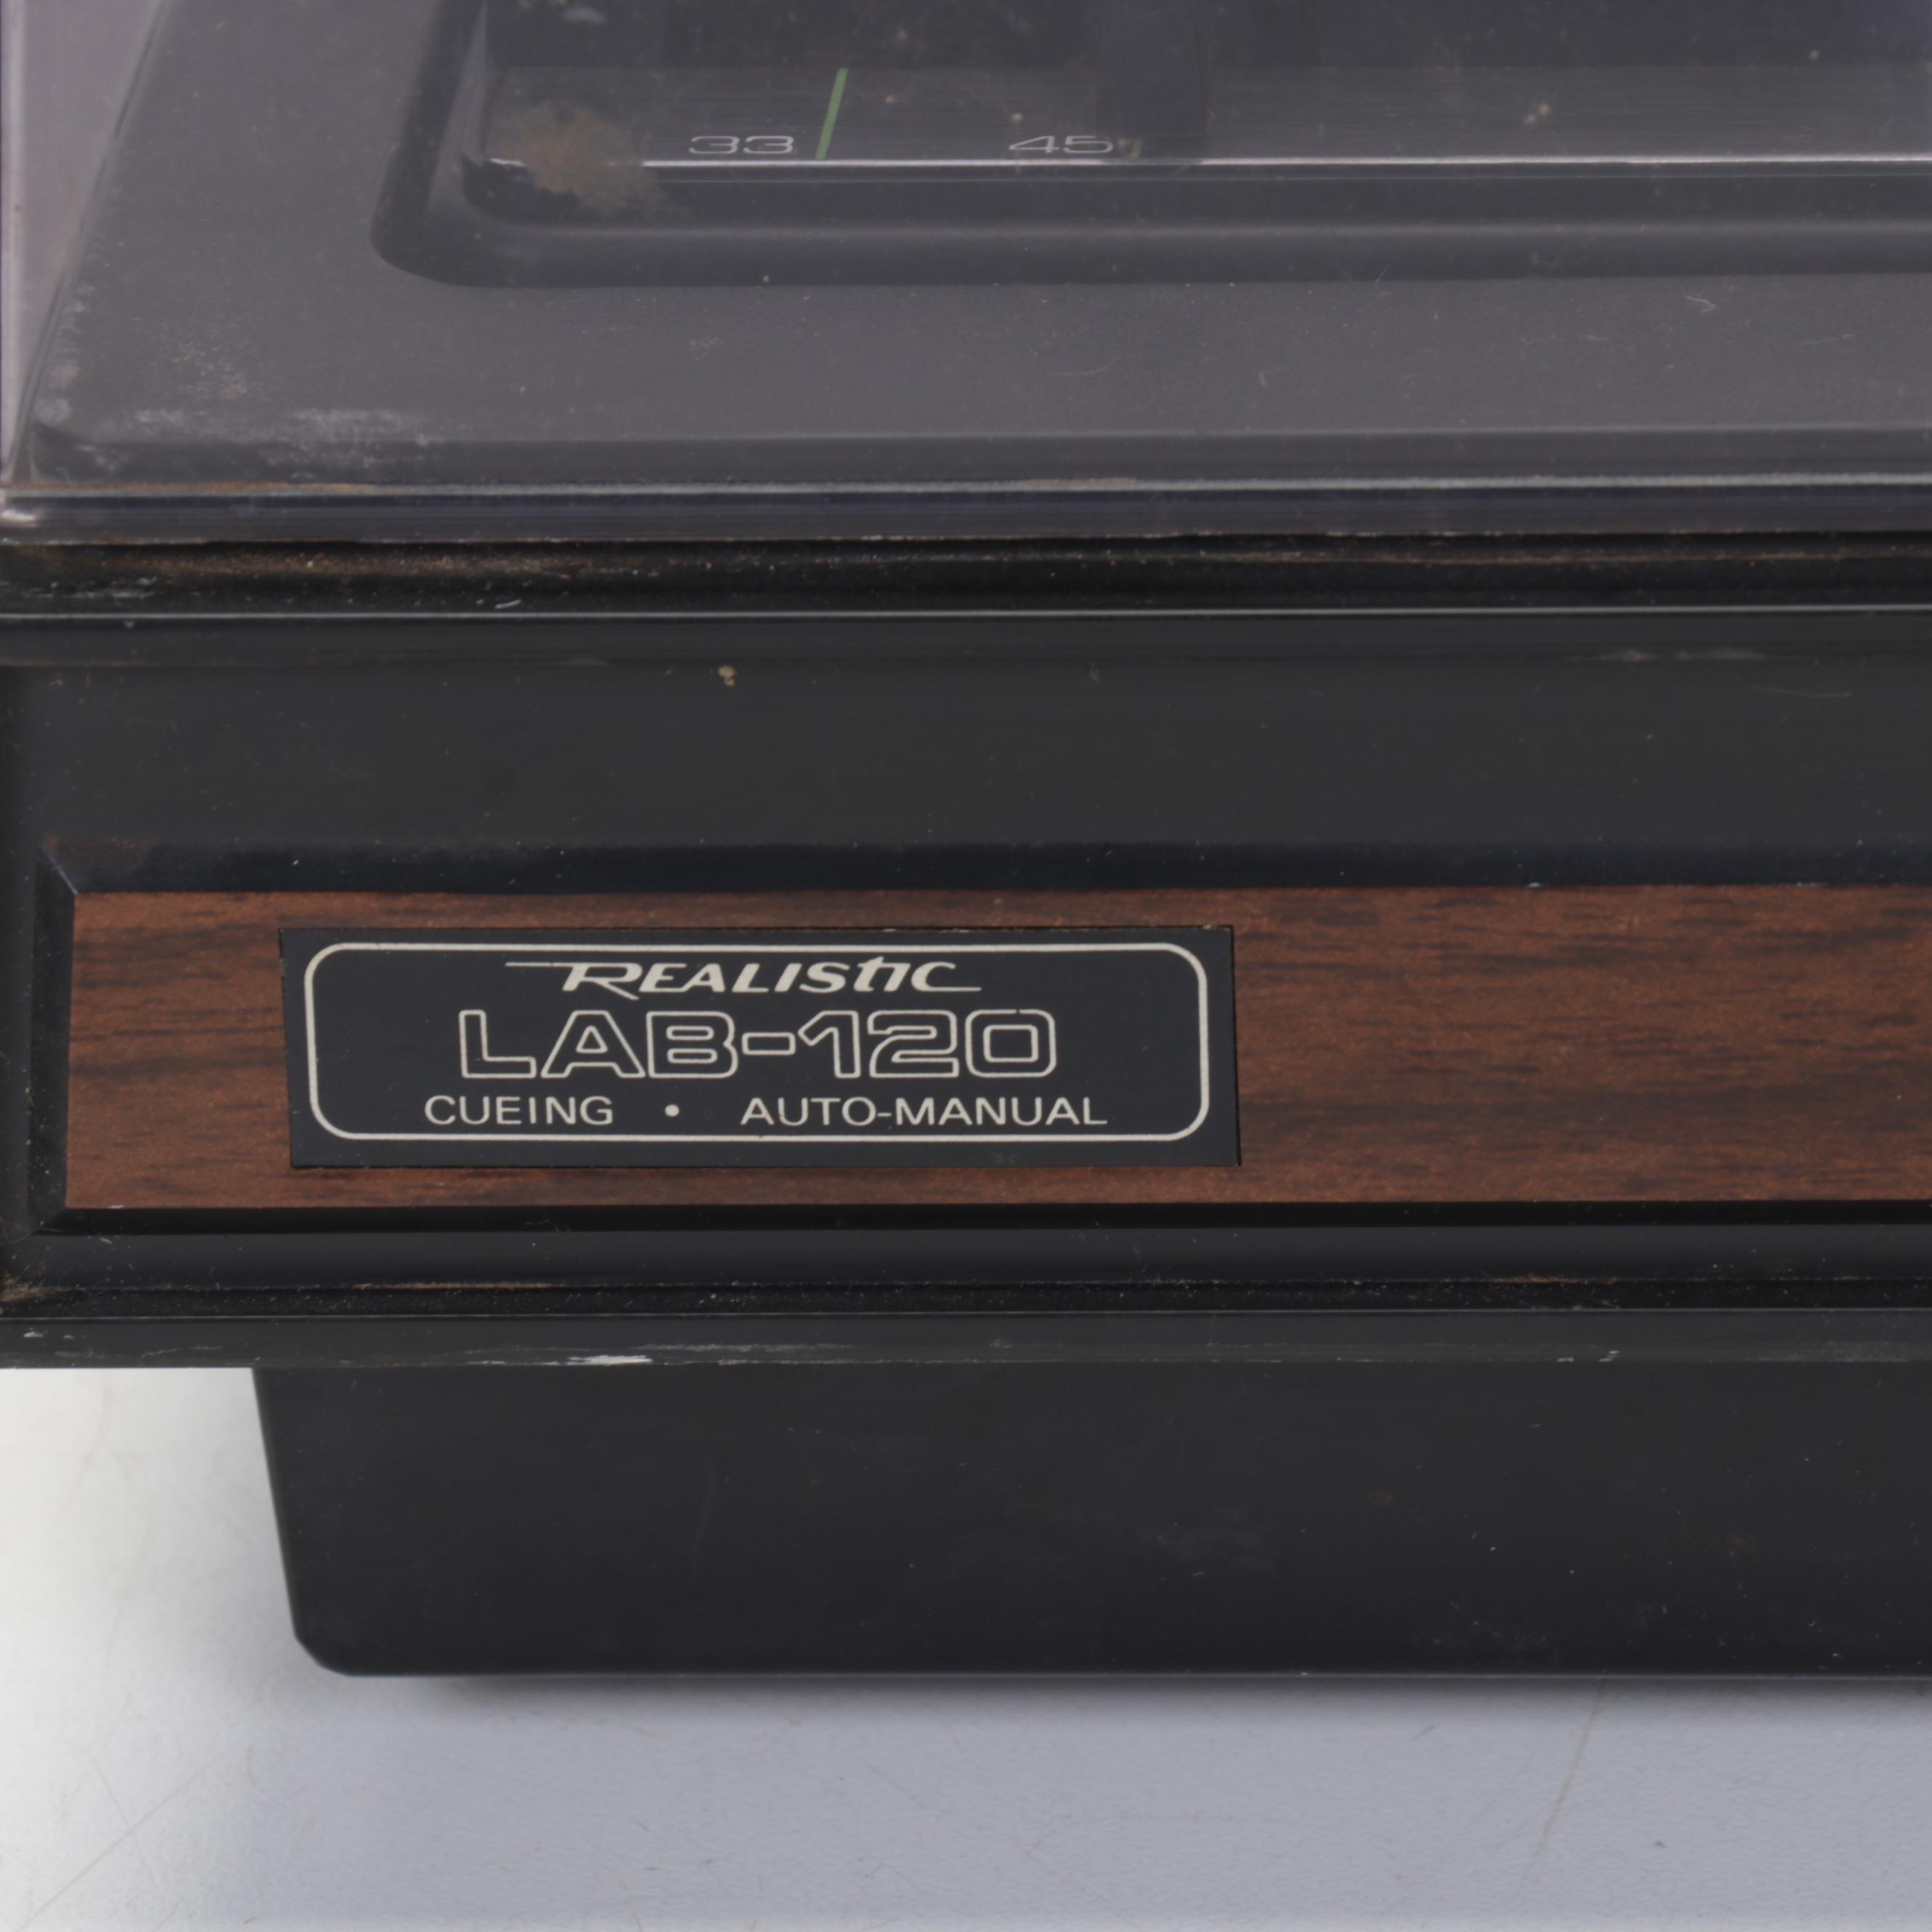 33 45
REALISTIC
LAB-120
CUEING • AUTO-MANUAL